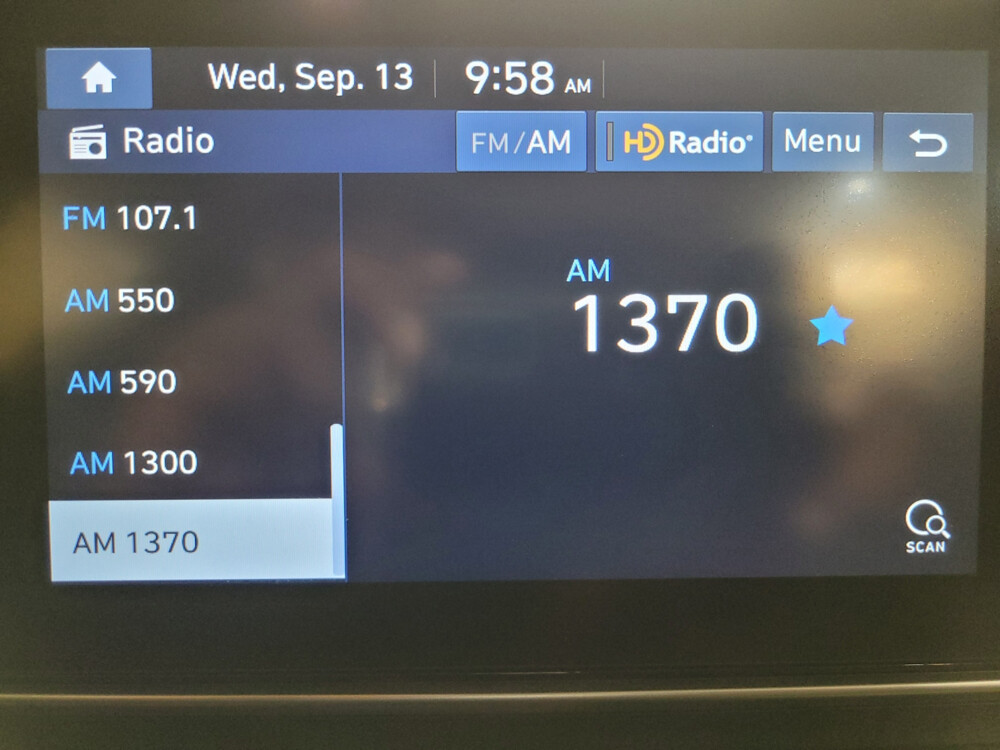 Wed, Sep. 13 9:58 AM
Radio FM/AM HD Radio® Menu
FM 107.1
AM 550
AM 590
AM 1300
AM 1370
AM
1370
SCAN